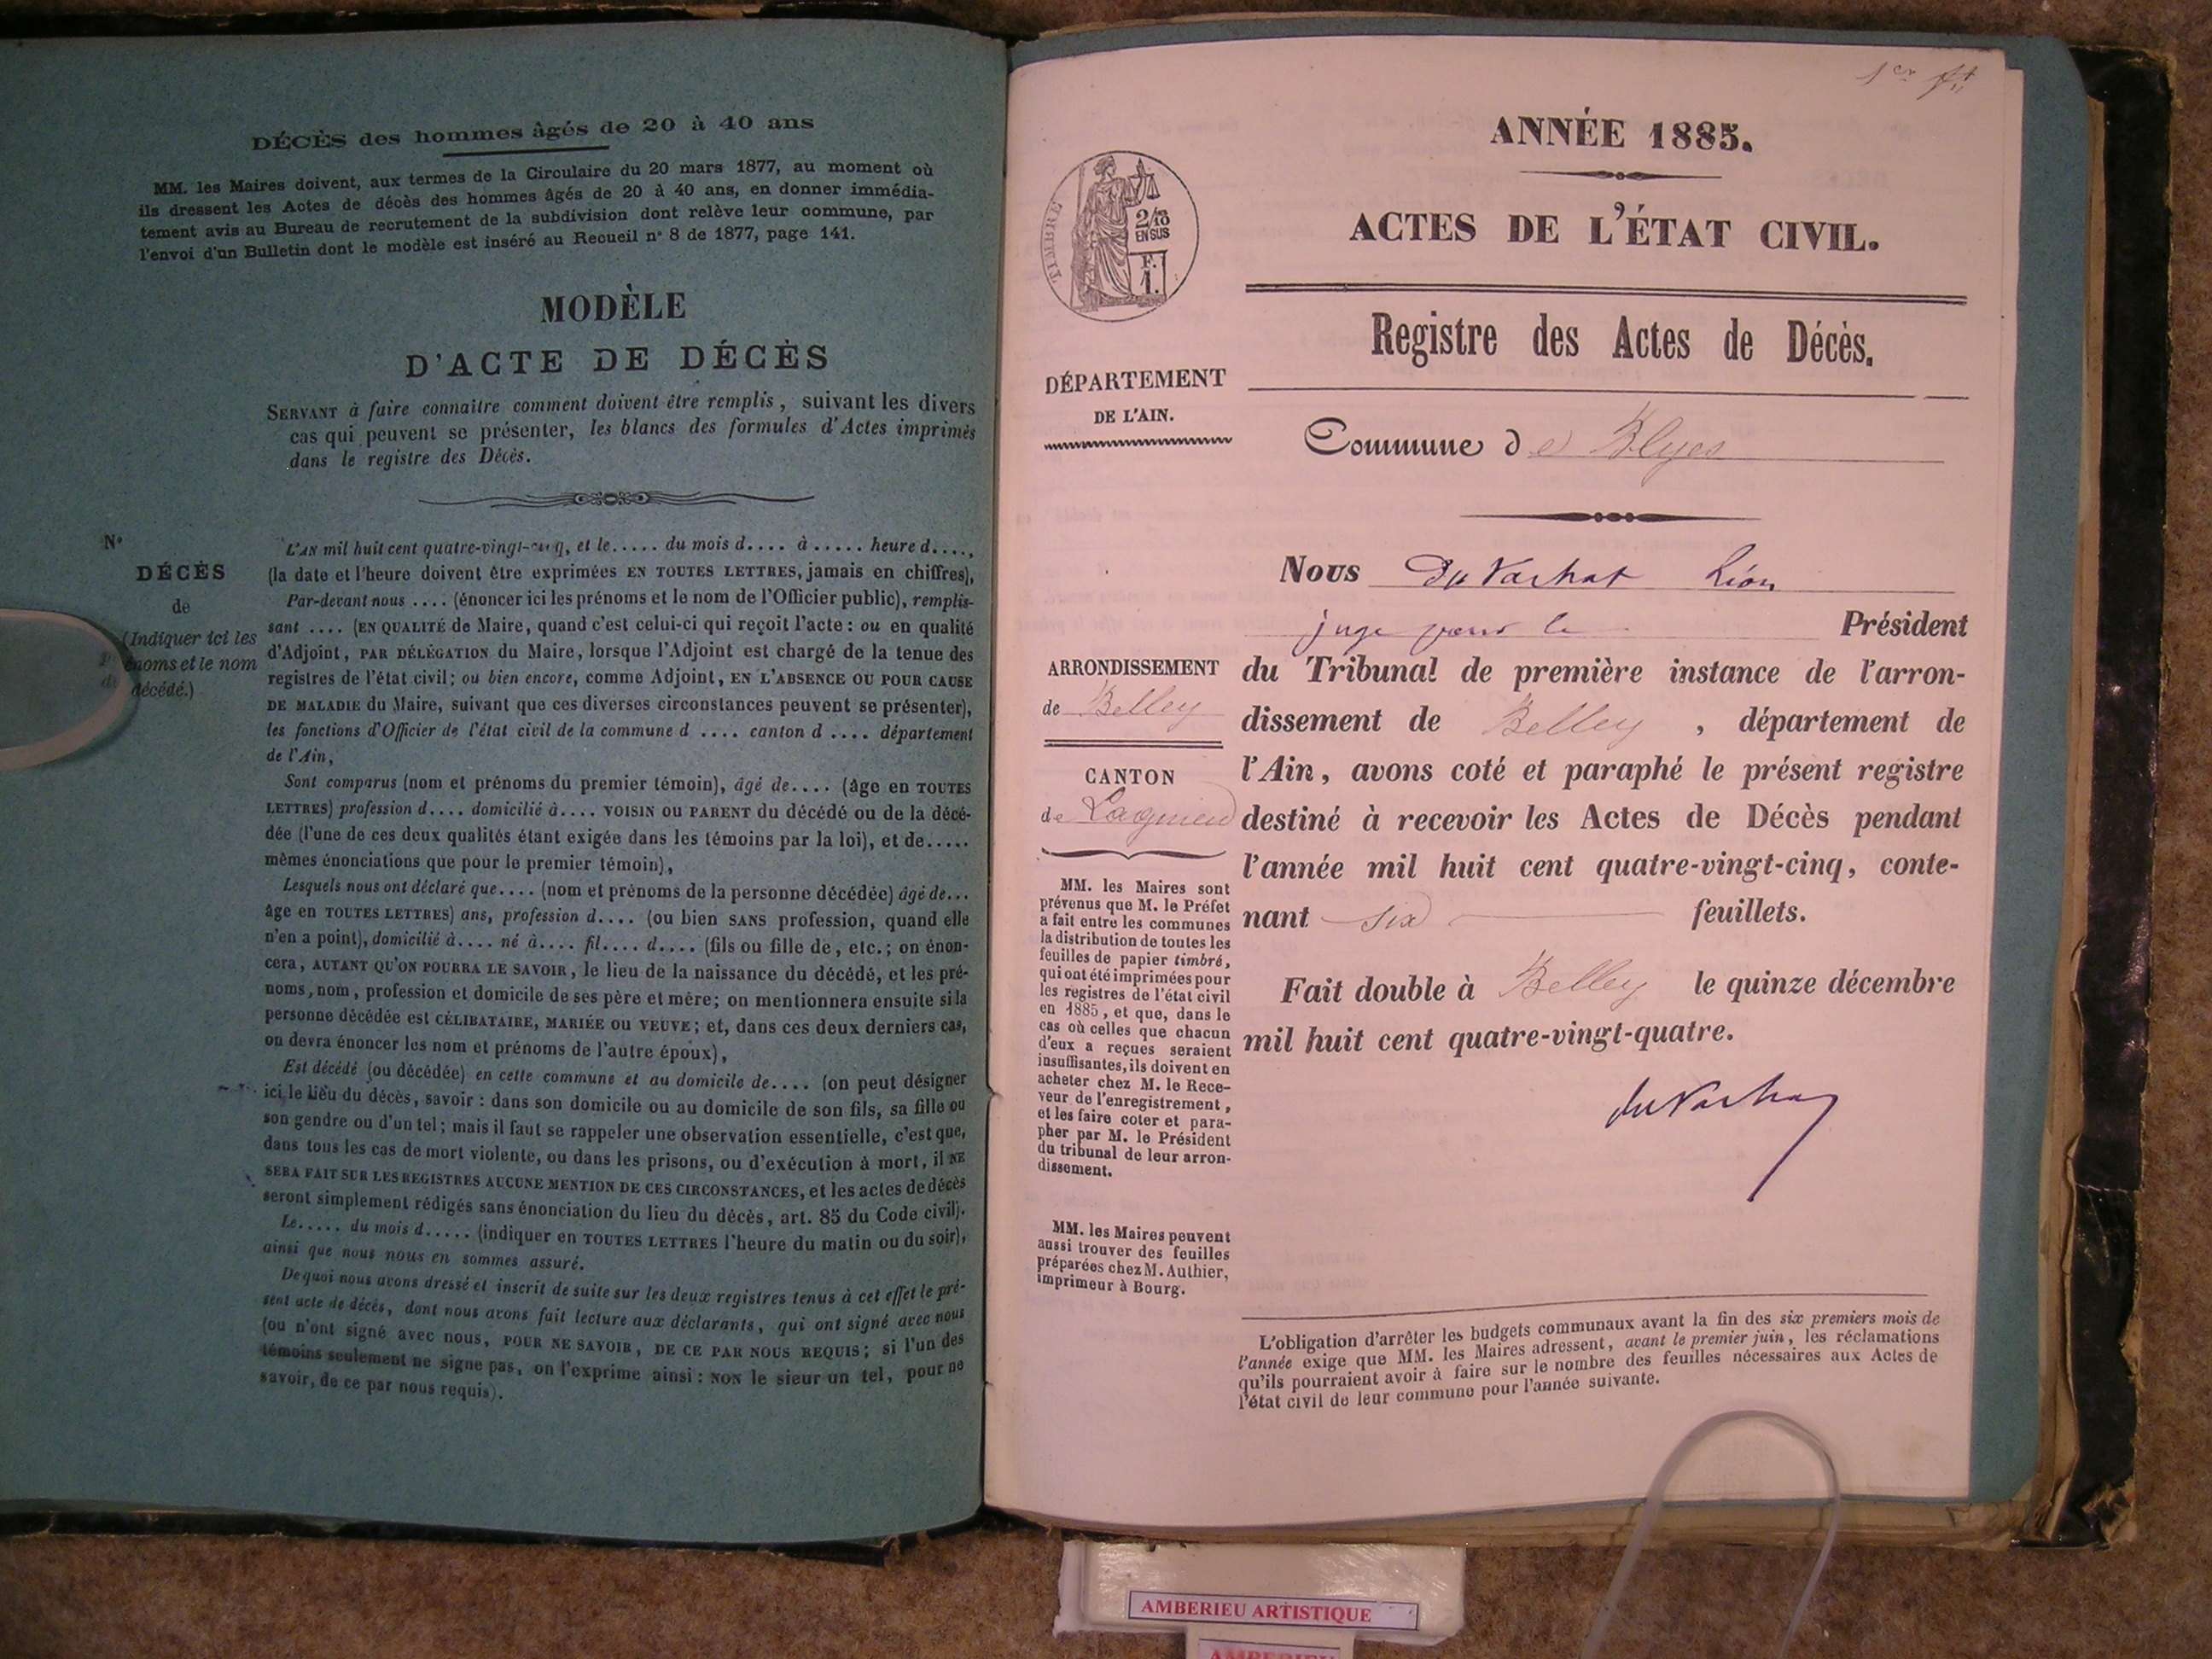 DÉCÈS des hommes âgés de 20 à 40 ans
MM. les Maires doivent, aux termes de la Circulaire du 20 mars 1877, au moment où
ils dressent les Actes de décès des hommes âgés de 20 à 40 ans, en donner immédia-
tement avis au Bureau de recrutement de la subdivision dont relève leur commune, par
l'envoi d'un Bulletin dont le modèle est inséré au Recueil n° 8 de 1877, page 141.
MODÈLE
D'ACTE DE DÉCÈS
SERVANT à faire connaitre comment doivent être remplis, suivant les divers
cas qui peuvent se présenter, les blancs des formules d'Actes imprimés
dans le registre des Décès.
N°
DÉCÈS
de
(Indiquer ici les
noms et le nom
décédé.)
L'AN mil huit cent quatre-vingt-cinq, et le..... du mois d.... à..... heure d....,
(la date et l'heure doivent être exprimées EN TOUTES LETTRES, jamais en chiffres),
Par-devant nous .... (énoncer ici les prénoms et le nom de l'Officier public), remplis-
sant .... (EN QUALITÉ de Maire, quand c'est celui-ci qui reçoit l'acte : ou en qualité
d'Adjoint, PAR DÉLÉGATION du Maire, lorsque l'Adjoint est chargé de la tenue des
registres de l'état civil; ou bien encore, comme Adjoint, EN L'ABSENCE OU POUR CAUSE
DE MALADIE du Maire, suivant que ces diverses circonstances peuvent se présenter),
les fonctions d'Officier de l'état civil de la commune d .... canton d .... département
de l'Ain,
Sont comparus (nom et prénoms du premier témoin), âgé de.... (âge en TOUTES
LETTRES) profession d.... domicilié à.... VOISIN OU PARENT du décédé ou de la décé-
dée (l'une de ces deux qualités étant exigée dans les témoins par la loi), et de.....
mêmes énonciations que pour le premier témoin),
Lesquels nous ont déclaré que.... (nom et prénoms de la personne décédée) âgé de...
âge en TOUTES LETTRES) ans, profession d.... (ou bien SANS profession, quand elle
n'en a point), domicilié à.... né à.... fil.... d.... (fils ou fille de, etc.; on énon-
cera, AUTANT QU'ON POURRA LE SAVOIR, le lieu de la naissance du décédé, et les pré-
noms, nom, profession et domicile de ses père et mère; on mentionnera ensuite si la
personne décédée est CÉLIBATAIRE, MARIÉE OU VEUVE; et, dans ces deux derniers cas,
on devra énoncer les nom et prénoms de l'autre époux),
Est décédé (ou décédée) en cette commune et au domicile de.... (on peut désigner
ici le lieu du décès, savoir : dans son domicile ou au domicile de son fils, sa fille ou
son gendre ou d'un tel; mais il faut se rappeler une observation essentielle, c'est que,
dans tous les cas de mort violente, ou dans les prisons, ou d'exécution à mort, il NE
SERA FAIT SUR LES REGISTRES AUCUNE MENTION DE CES CIRCONSTANCES, et les actes de décès
seront simplement rédigés sans énonciation du lieu du décès, art. 85 du Code civil).
Le..... du mois d..... (indiquer en TOUTES LETTRES l'heure du matin ou du soir),
ainsi que nous nous en sommes assuré.
De quoi nous avons dressé et inscrit de suite sur les deux registres tenus à cet effet le pré-
sent acte de décès, dont nous avons fait lecture aux déclarants, qui ont signé avec nous
(ou n'ont signé avec nous, POUR NE SAVOIR, DE CE PAR NOUS REQUIS; si l'un des
témoins seulement ne signe pas, on l'exprime ainsi : NON le sieur un tel, pour ne
savoir, de ce par nous requis).
1er
ANNÉE 1885.
ACTES DE L'ÉTAT CIVIL.
TIMBRE
2/10
EN SUS
F.
1.
Registre des Actes de Décès.
DÉPARTEMENT
DE L'AIN.
Commune de Blyes
Nous Du Vachat Léon
juge pour le Président
du Tribunal de première instance de l'arron-
dissement de Belley, département de
l'Ain, avons coté et paraphé le présent registre
destiné à recevoir les Actes de Décès pendant
l'année mil huit cent quatre-vingt-cinq, conte-
nant six feuillets.
Fait double à Belley le quinze décembre
mil huit cent quatre-vingt-quatre.
du Vachat
ARRONDISSEMENT
de Belley
CANTON
de Lagnieu
MM. les Maires sont
prévenus que M. le Préfet
a fait entre les communes
la distribution de toutes les
feuilles de papier timbré,
qui ont été imprimées pour
les registres de l'état civil
en 1885, et que, dans le
cas où celles que chacun
d'eux a reçues seraient
insuffisantes, ils doivent en
acheter chez M. le Rece-
veur de l'enregistrement,
et les faire coter et para-
pher par M. le Président
du tribunal de leur arron-
dissement.
MM. les Maires peuvent
aussi trouver des feuilles
préparées chez M. Authier,
imprimeur à Bourg.
L'obligation d'arrêter les budgets communaux avant la fin des six premiers mois de
l'année exige que MM. les Maires adressent, avant le premier juin, les réclamations
qu'ils pourraient avoir à faire sur le nombre des feuilles nécessaires aux Actes de
l'état civil de leur commune pour l'année suivante.
AMBERIEU ARTISTIQUE
AMBERIEU